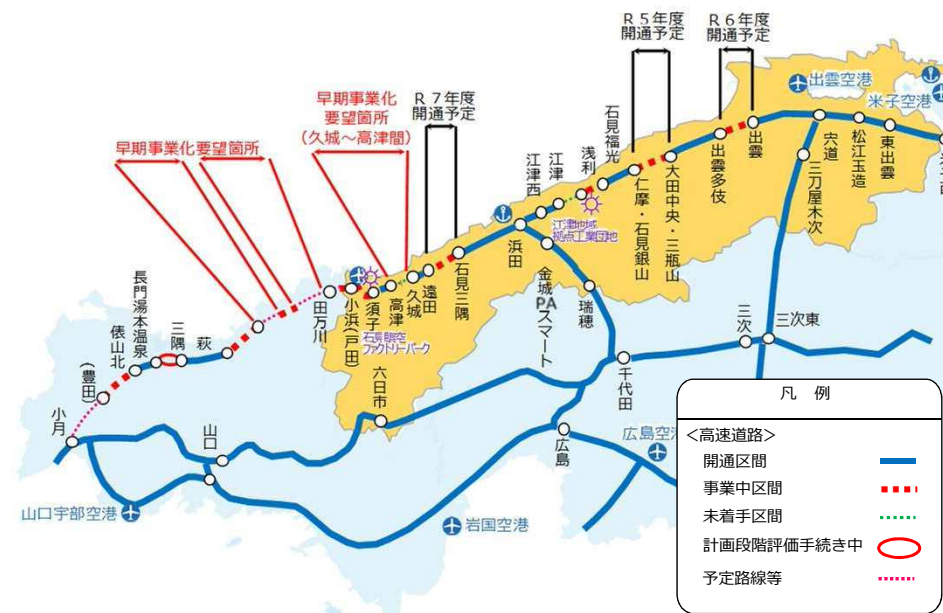 Ｒ５年度
開通予定
Ｒ６年度
開通予定
早期事業化
要望箇所
（久城～高津間）
Ｒ７年度
開通予定
早期事業化要望箇所
出雲空港
米子空港
小月
（豊田）
俵山北
長門湯本温泉
三隅
萩
田万川
小浜（戸田）
須子
高津
久城
遠田
石見三隅
浜田
江津西
江津
浅利
石見福光
仁摩・石見銀山
大田中央・三瓶山
出雲多伎
出雲
宍道
松江玉造
東出雲
三刀屋木次
江津地域
拠点工業団地
石見臨空
ファクトリーパーク
金城PAスマート
瑞穂
六日市
千代田
三次
三次東
広島
山口
広島空港
山口宇部空港
岩国空港
凡　例
＜高速道路＞
開通区間
事業中区間
未着手区間
計画段階評価手続き中
予定路線等